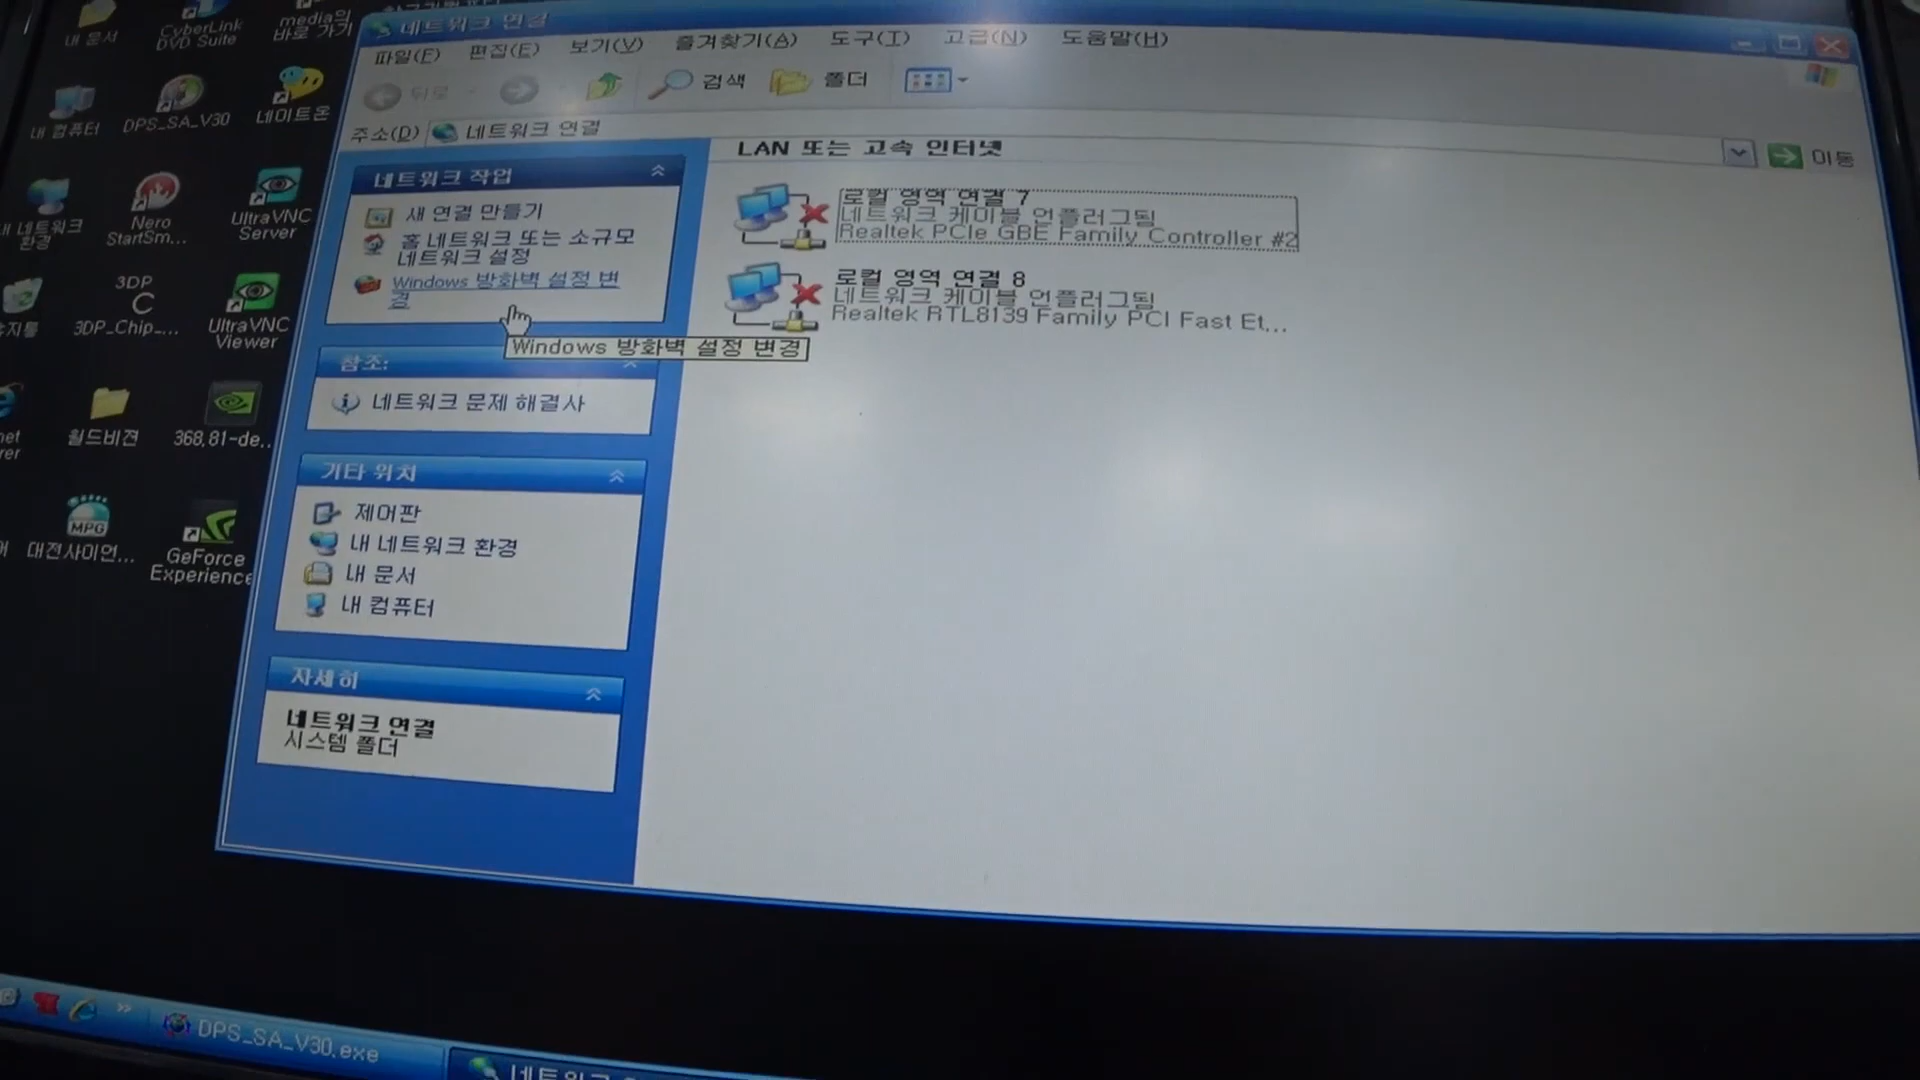 내 문서
CyberLink
DVD Suite
media의
바로 가기
내 컴퓨터
DPS_SA_V30
네이트온
내 네트워크
환경
Nero
StartSm...
UltraVNC
Server
3DP
C
3DP_Chip_...
UltraVNC
Viewer
월드비젼
368.81-de...
MPG
대전사이언...
GeForce
Experience
네트워크 연결
파일(F)
편집(E)
보기(V)
즐겨찾기(A)
도구(T)
고급(N)
도움말(H)
뒤로
검색
폴더
주소(D)
네트워크 연결
이동
네트워크 작업
새 연결 만들기
홈 네트워크 또는 소규모
네트워크 설정
Windows 방화벽 설정 변
경
Windows 방화벽 설정 변경
참조:
네트워크 문제 해결사
기타 위치
제어판
내 네트워크 환경
내 문서
내 컴퓨터
자세히
네트워크 연결
시스템 폴더
LAN 또는 고속 인터넷
로컬 영역 연결 7
네트워크 케이블 언플러그됨
Realtek PCIe GBE Family Controller #2
로컬 영역 연결 8
네트워크 케이블 언플러그됨
Realtek RTL8139 Family PCI Fast Et...
DPS_SA_V30.exe